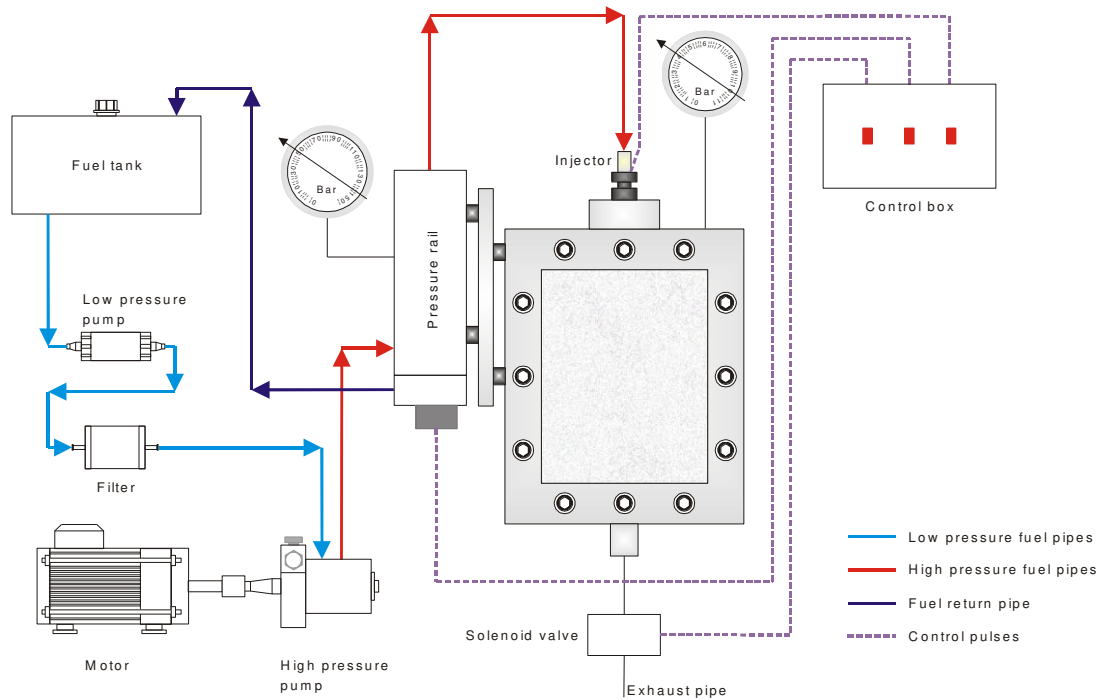 Fuel tank
Bar
Bar
Injector
Control box
Pressure rail
Low pressure
pump
Filter
Motor
High pressure
pump
Solenoid valve
Exhaust pipe
Low pressure fuel pipes
High pressure fuel pipes
Fuel return pipe
Control pulses